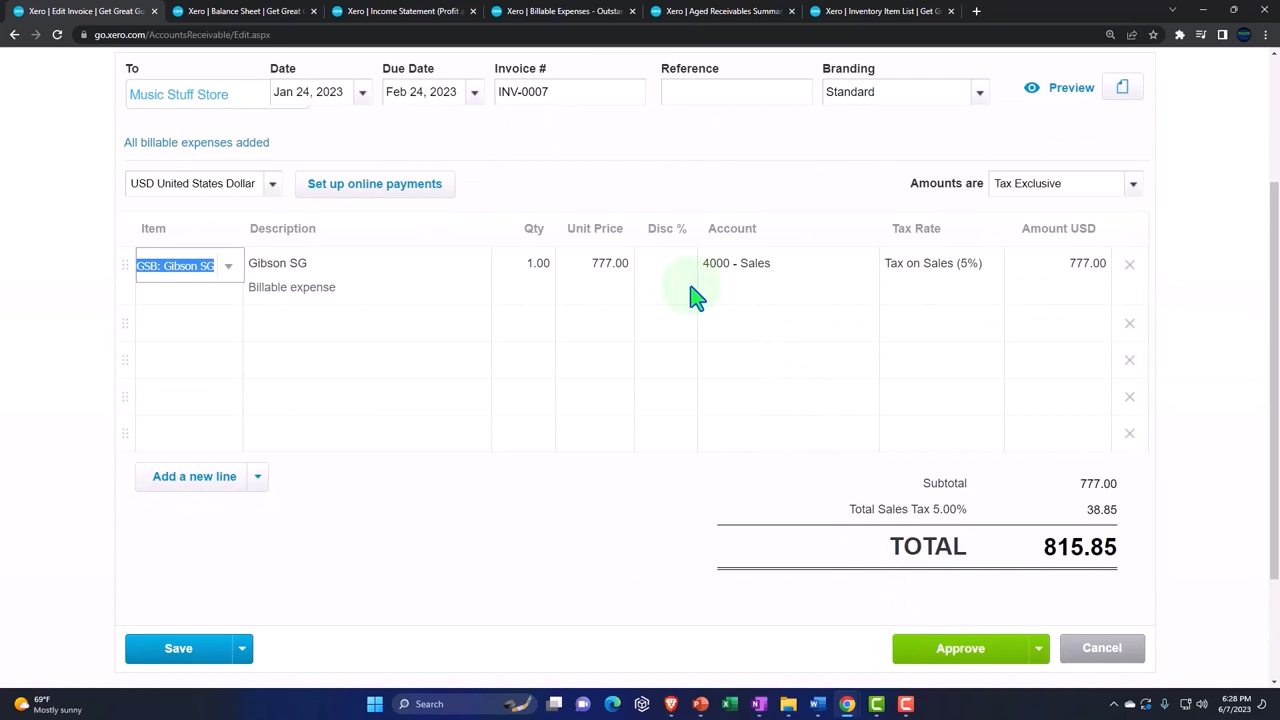 Xero | Edit Invoice | Get Gre
Xero | Balance Sheet | Get Great
Xero | Income Statement (Profit a
Xero | Billable Expenses - Outstan
Xero | Aged Receivables Summar
Xero | Inventory Item List | Get G
go.xero.com/AccountsReceivable/Edit.aspx
To Date Due Date Invoice # Reference Branding
Music Stuff Store Jan 24, 2023 Feb 24, 2023 INV-0007 Standard Preview
All billable expenses added
USD United States Dollar Set up online payments Amounts are Tax Exclusive
Item Description Qty Unit Price Disc % Account Tax Rate Amount USD
GSB: Gibson SG Gibson SG 1.00 777.00 4000 - Sales Tax on Sales (5%) 777.00
Billable expense
Add a new line
Subtotal 777.00
Total Sales Tax 5.00% 38.85
TOTAL 815.85
Save Approve Cancel
69°F
Mostly sunny
Search
6:28 PM
6/7/2023